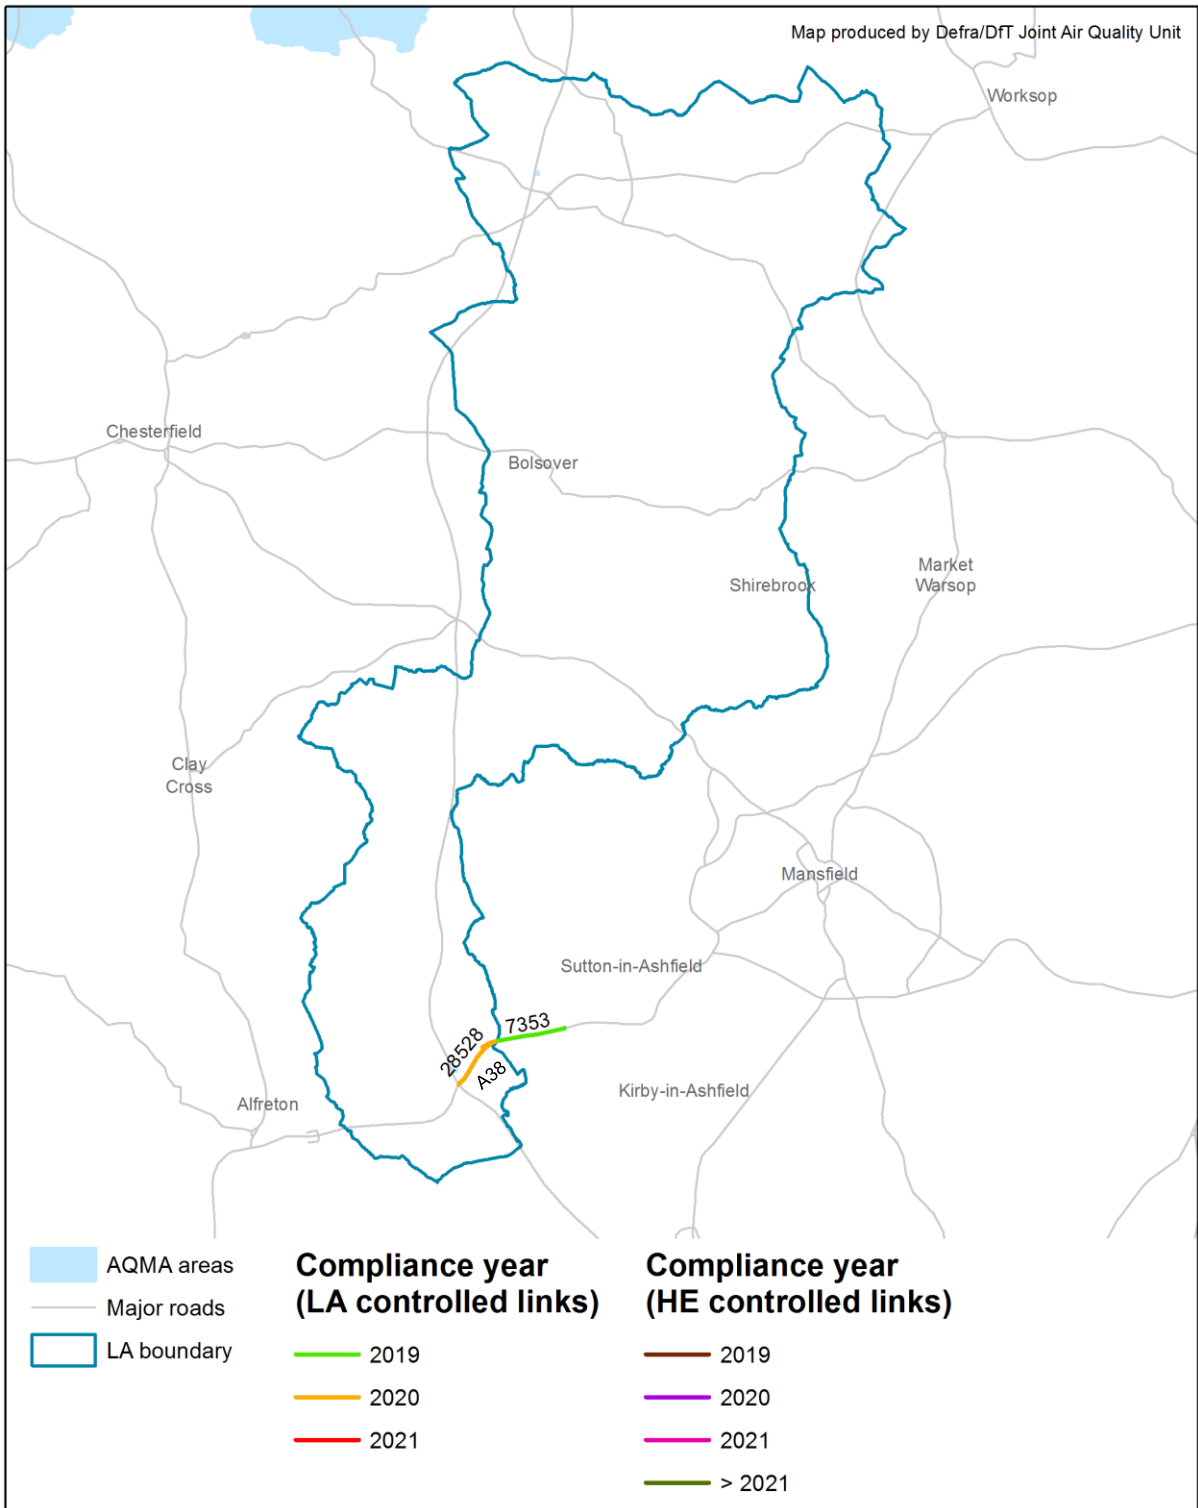 Map produced by Defra/DfT Joint Air Quality Unit
Worksop
Chesterfield
Bolsover
Market
Warsop
Shirebroox
Clay
Cross
Mansfield
Sutton-in-Ashfield
7353
28528
A38
Kirby-in-Ashfield
Alfreton
AQMA areas
Major roads
LA boundary
Compliance year
(LA controlled links)
2019
2020
2021
Compliance year
(HE controlled links)
2019
2020
2021
> 2021